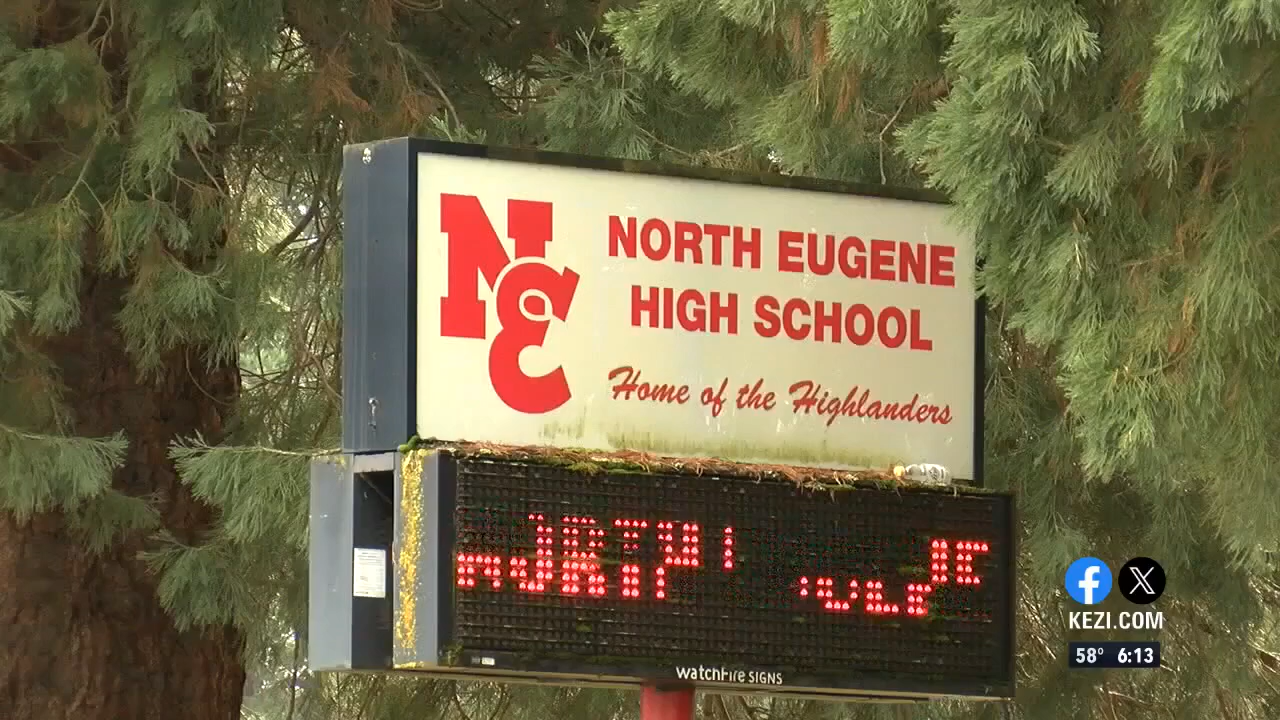 NE
NORTH EUGENE
HIGH SCHOOL
Home of the Highlanders
watchfire SIGNS
KEZI.COM
58° 6:13